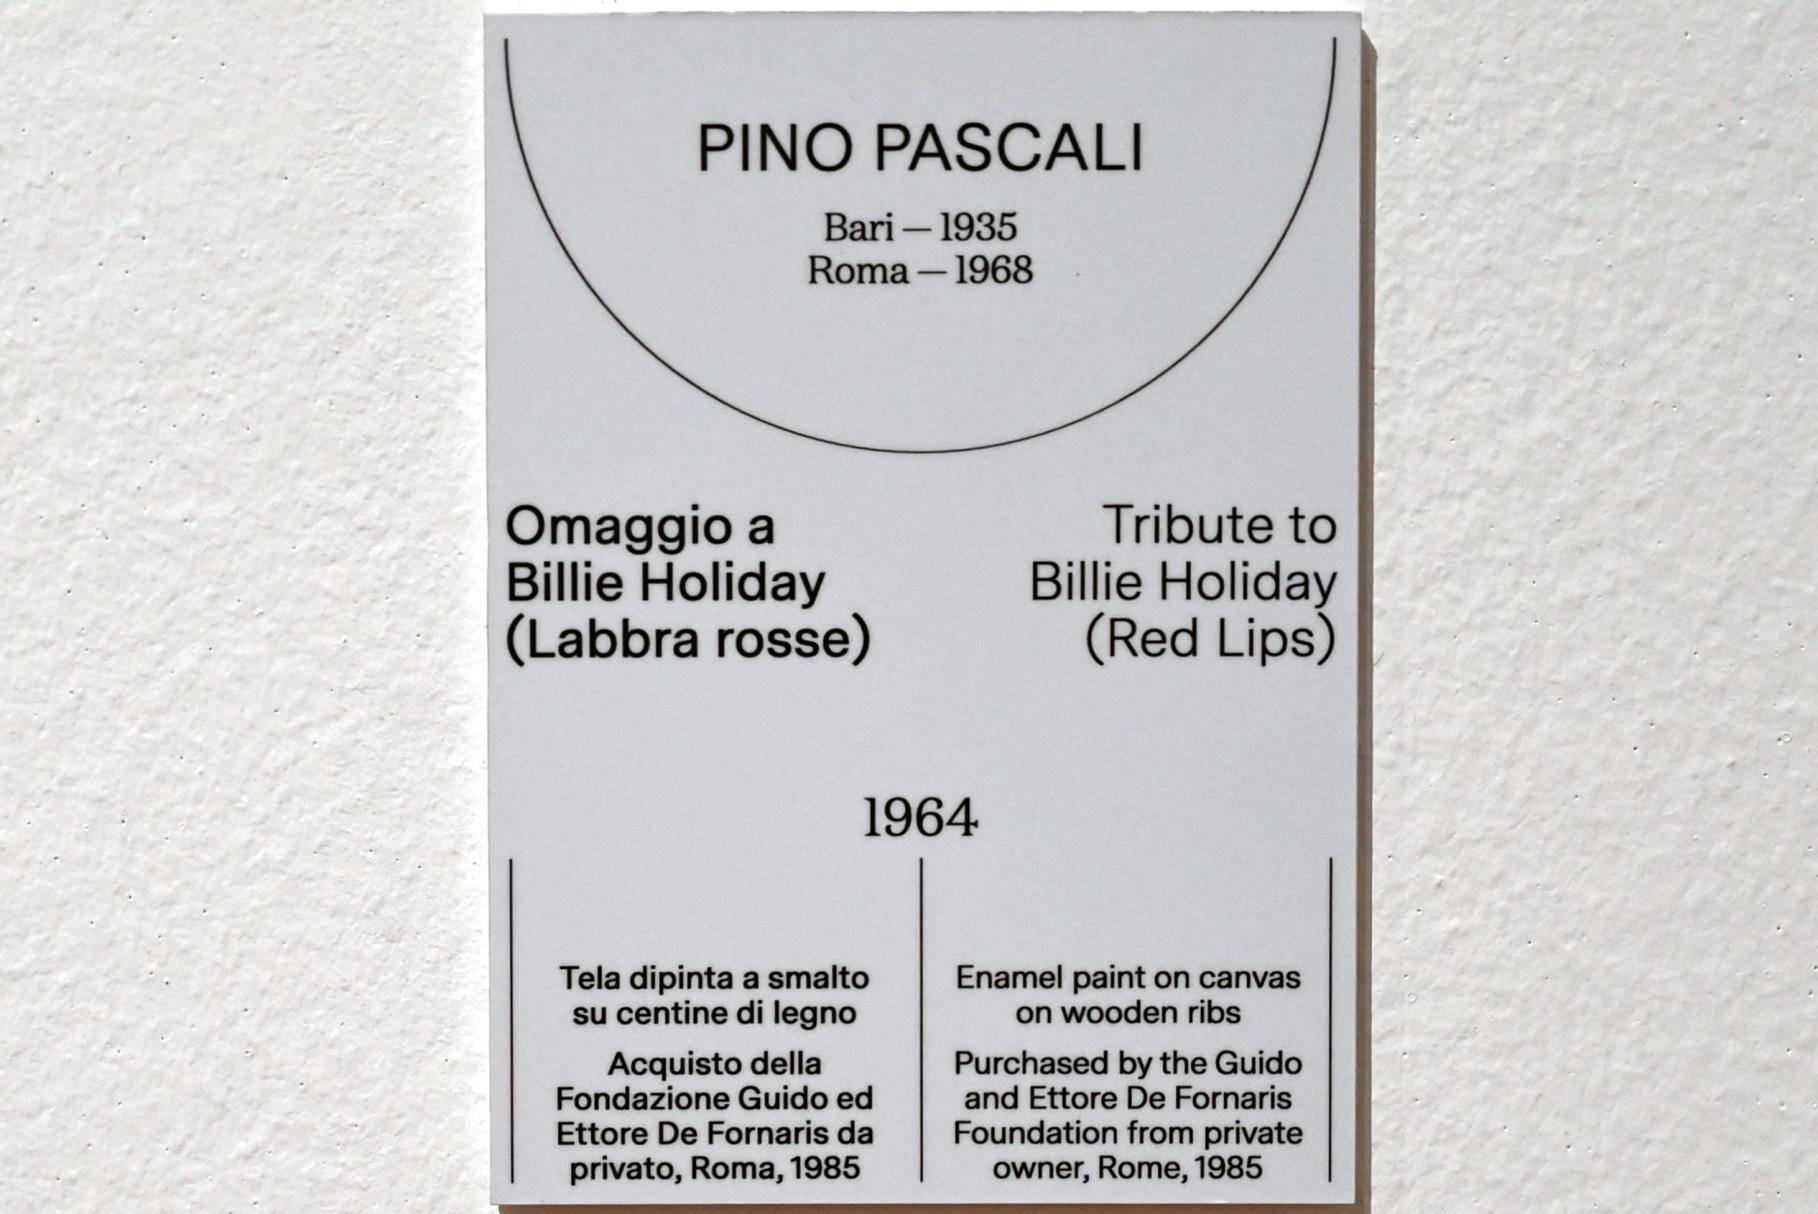 PINO PASCALI
Bari — 1935
Roma — 1968
Omaggio a
Billie Holiday
(Labbra rosse)
Tribute to
Billie Holiday
(Red Lips)
1964
Tela dipinta a smalto
su centine di legno
Acquisto della
Fondazione Guido ed
Ettore De Fornaris da
privato, Roma, 1985
Enamel paint on canvas
on wooden ribs
Purchased by the Guido
and Ettore De Fornaris
Foundation from private
owner, Rome, 1985